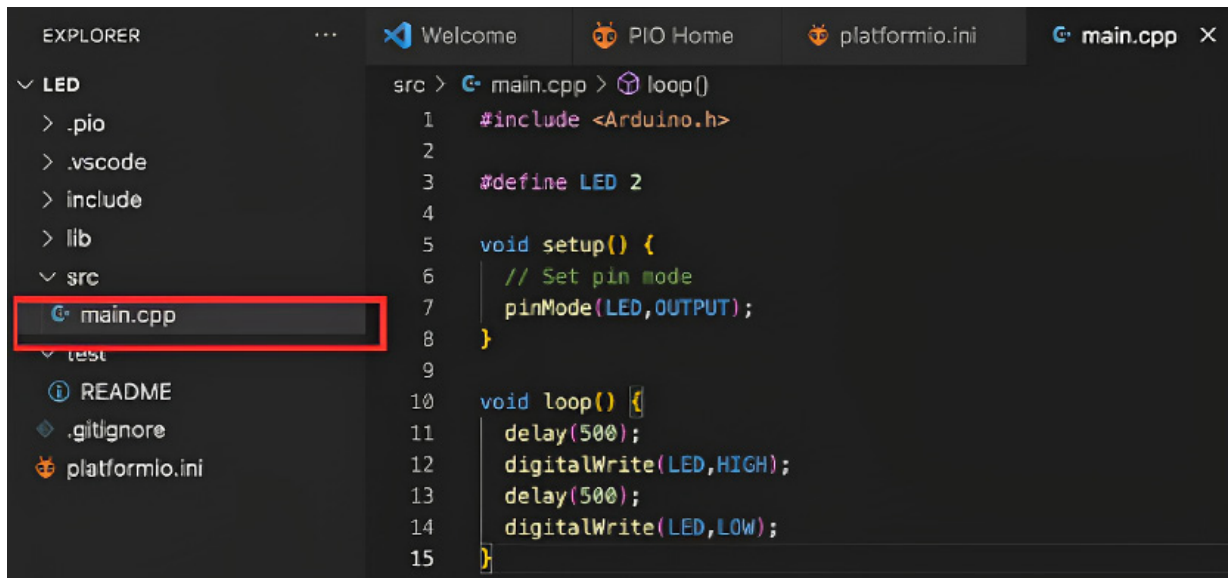 EXPLORER ...
LED
.pio
.vscode
include
lib
src
main.cpp
test
README
.gitignore
platformio.ini
Welcome PIO Home platformio.ini main.cpp ×
src > main.cpp > loop()
1 #include <Arduino.h>
2
3 #define LED 2
4
5 void setup() {
6 // Set pin mode
7 pinMode(LED,OUTPUT);
8 }
9
10 void loop() {
11 delay(500);
12 digitalWrite(LED,HIGH);
13 delay(500);
14 digitalWrite(LED,LOW);
15 }